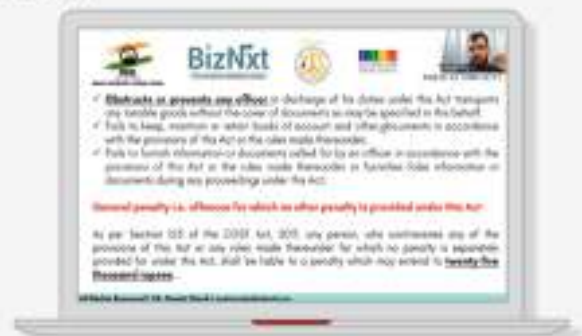 BizNxt
✓ Obstructs or prevents any officer in discharge of his duties under this Act transports
any taxable goods without the cover of documents as may be specified in this behalf.
✓ Fails to keep, maintain or retain books of account and other documents in accordance
with the provisions of this Act or the rules made thereunder.
✓ Fails to furnish information or documents called for by an officer in accordance with the
provisions of this Act or the rules made thereunder or furnishes false information or
documents during any proceedings under the Act.
General penalty i.e. offences for which no other penalty is provided under this Act
As per Section 125 of the CGST Act, 2017, any person, who contravenes any of the
provisions of this Act or any rules made thereunder for which no penalty is separately
provided for under this Act, shall be liable to a penalty which may extend to twenty five
thousand rupees